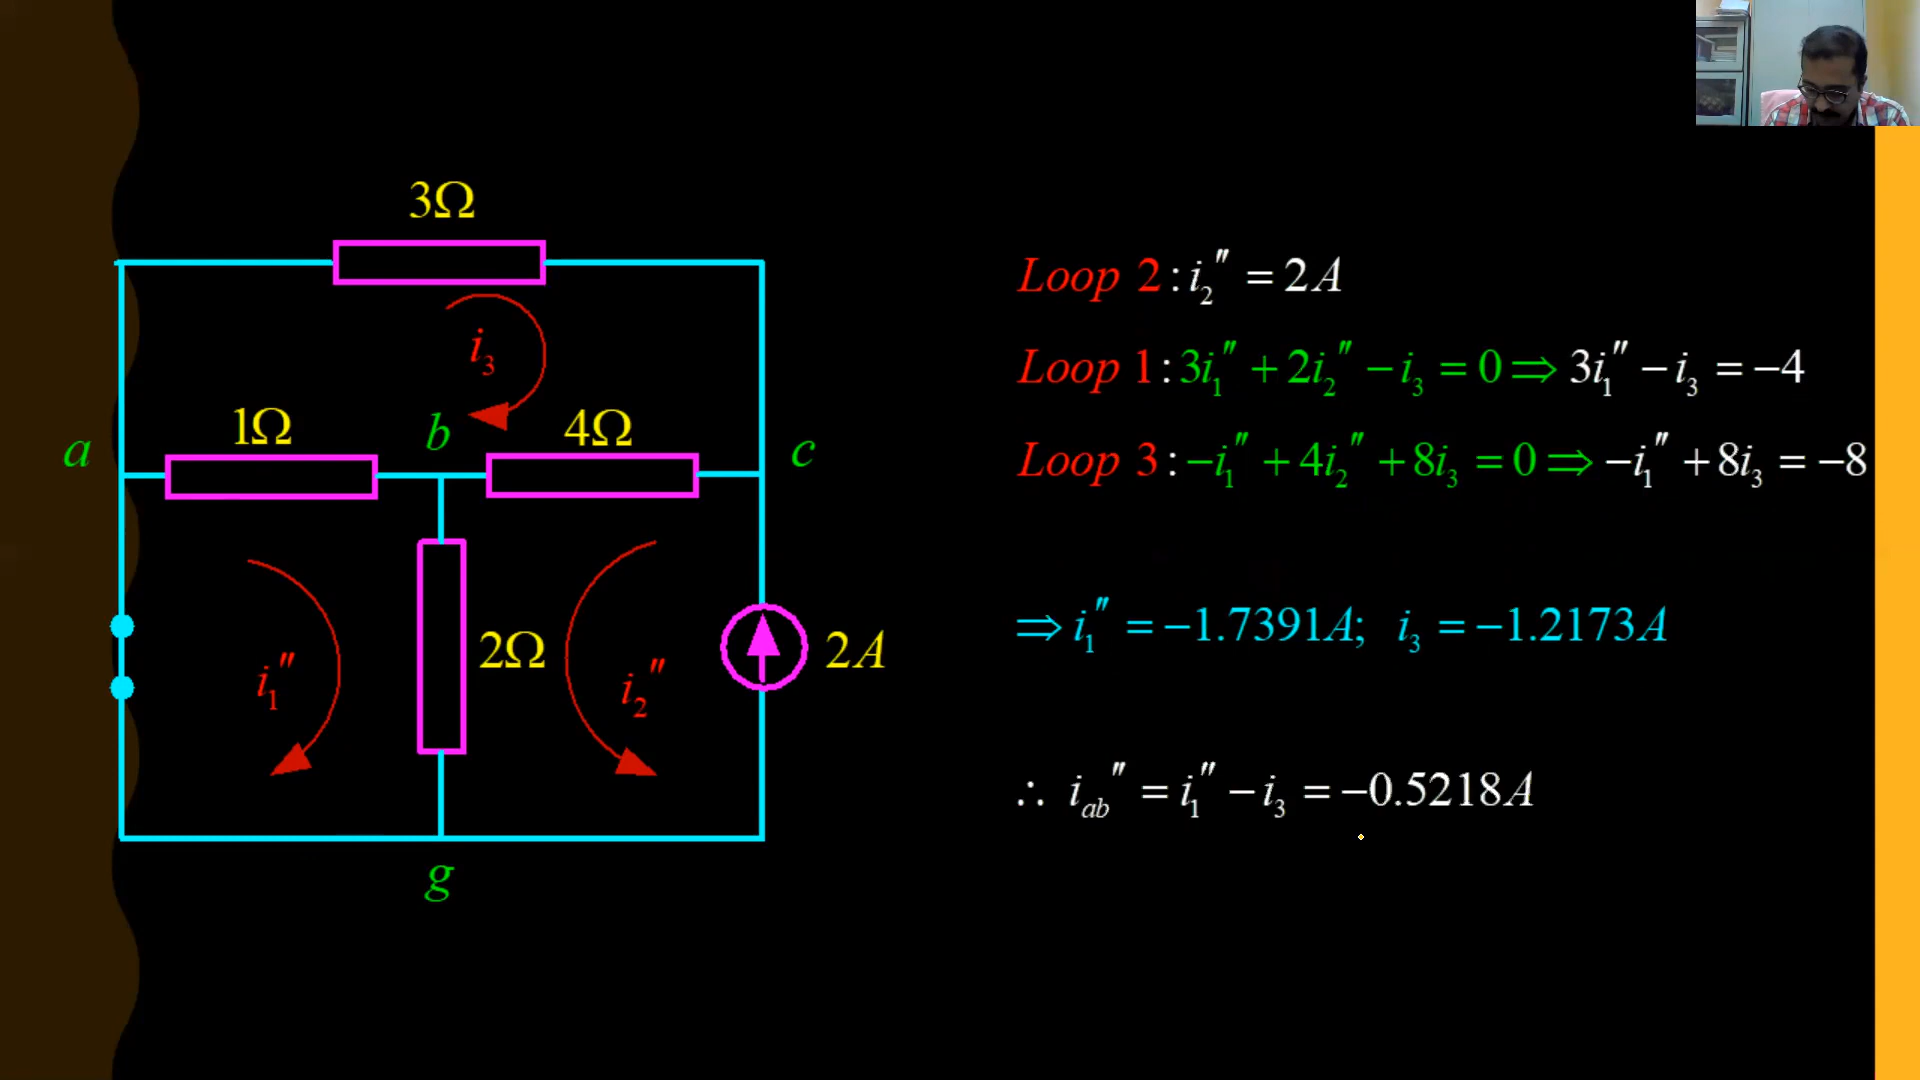 3Ω
i₃
1Ω
b
4Ω
a
c
i₁″
2Ω
i₂″
2A
g
Loop 2 : i₂″ = 2A
Loop 1 : 3i₁″ + 2i₂″ − i₃ = 0 ⇒ 3i₁″ − i₃ = −4
Loop 3 : −i₁″ + 4i₂″ + 8i₃ = 0 ⇒ −i₁″ + 8i₃ = −8
⇒ i₁″ = −1.7391A; i₃ = −1.2173A
∴ i_ab″ = i₁″ − i₃ = −0.5218A